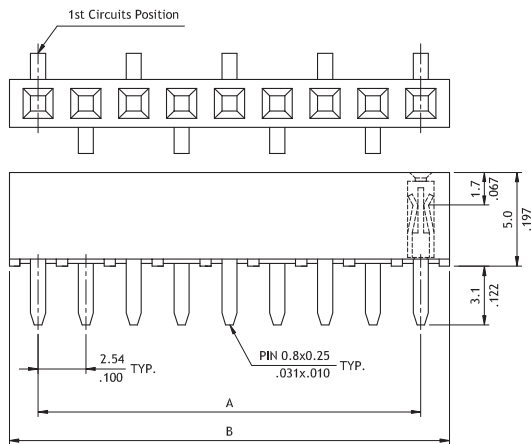 1st Circuits Position
1.7
.067
5.0
.197
3.1
.122
2.54
.100
TYP.
PIN 0.8x0.25
.031x.010
TYP.
A
B